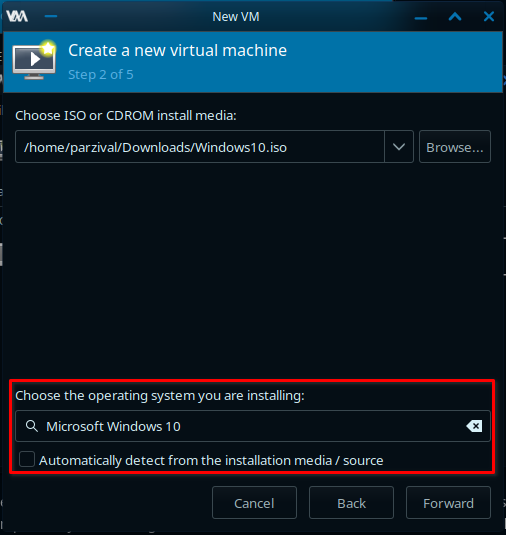 New VM
Create a new virtual machine
Step 2 of 5
Choose ISO or CDROM install media:
/home/parzival/Downloads/Windows10.iso
Browse...
Choose the operating system you are installing:
Microsoft Windows 10
Automatically detect from the installation media / source
Cancel
Back
Forward